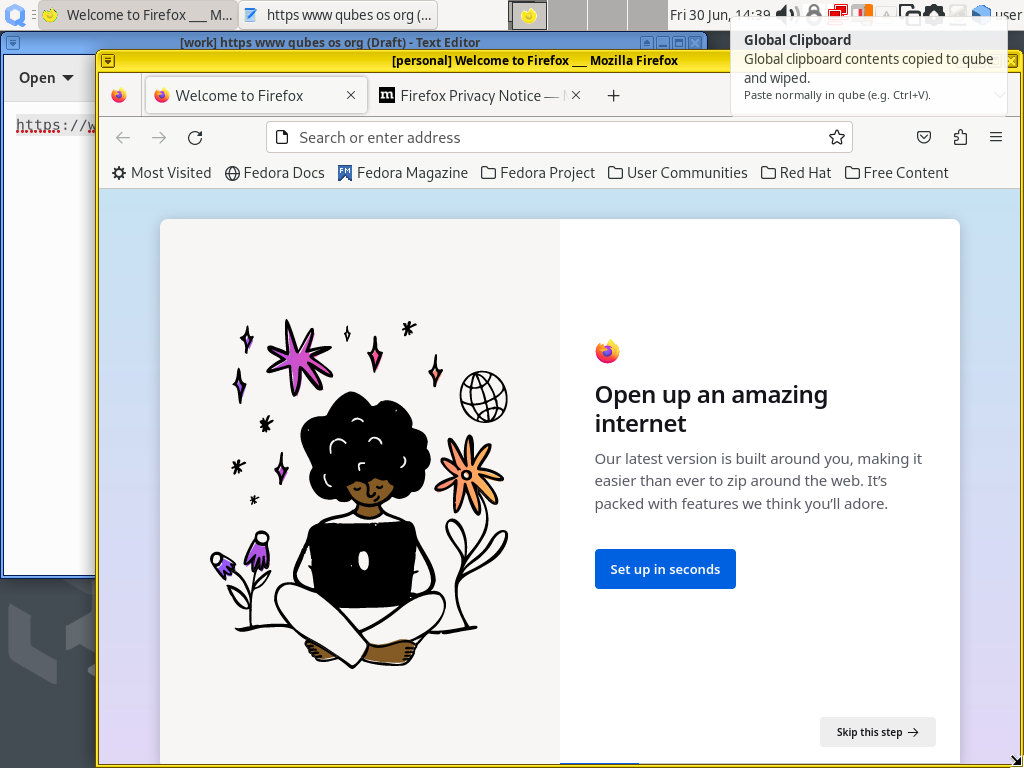 Welcome to Firefox ___ M...
https www qubes os org (...
Fri 30 Jun, 14:39
user
[work] https www qubes os org (Draft) - Text Editor
Global Clipboard
Global clipboard contents copied to qube
and wiped.
Paste normally in qube (e.g. Ctrl+V).
[personal] Welcome to Firefox ___ Mozilla Firefox
Open
Welcome to Firefox
Firefox Privacy Notice —
https://w
Search or enter address
Most Visited
Fedora Docs
Fedora Magazine
Fedora Project
User Communities
Red Hat
Free Content
Open up an amazing
internet
Our latest version is built around you, making it
easier than ever to zip around the web. It’s
packed with features we think you’ll adore.
Set up in seconds
Skip this step